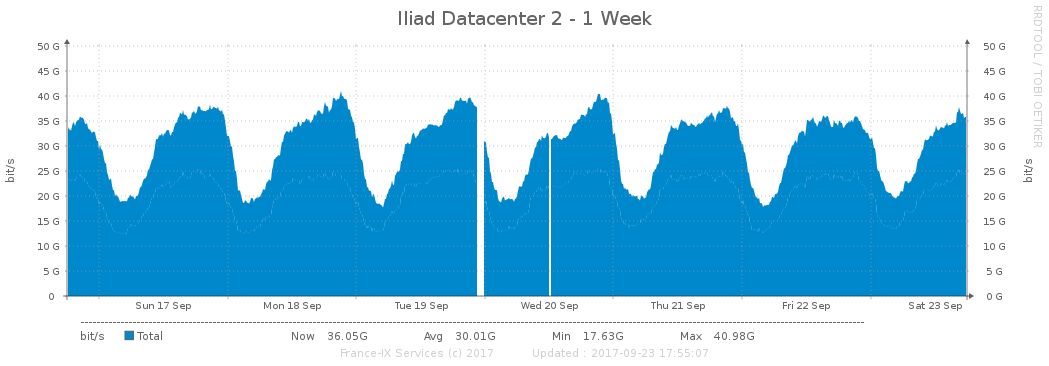 Iliad Datacenter 2 - 1 Week
RRDTOOL / TOBI OETIKER
50 G 50 G
45 G 45 G
40 G 40 G
35 G 35 G
30 G 30 G
25 G 25 G
20 G 20 G
15 G 15 G
10 G 10 G
5 G 5 G
0 0 G
bit/s
bit/s
Sun 17 Sep Mon 18 Sep Tue 19 Sep Wed 20 Sep Thu 21 Sep Fri 22 Sep Sat 23 Sep
bit/s Total Now 36.05G Avg 30.01G Min 17.63G Max 40.98G
France-IX Services (c) 2017 Updated : 2017-09-23 17:55:07